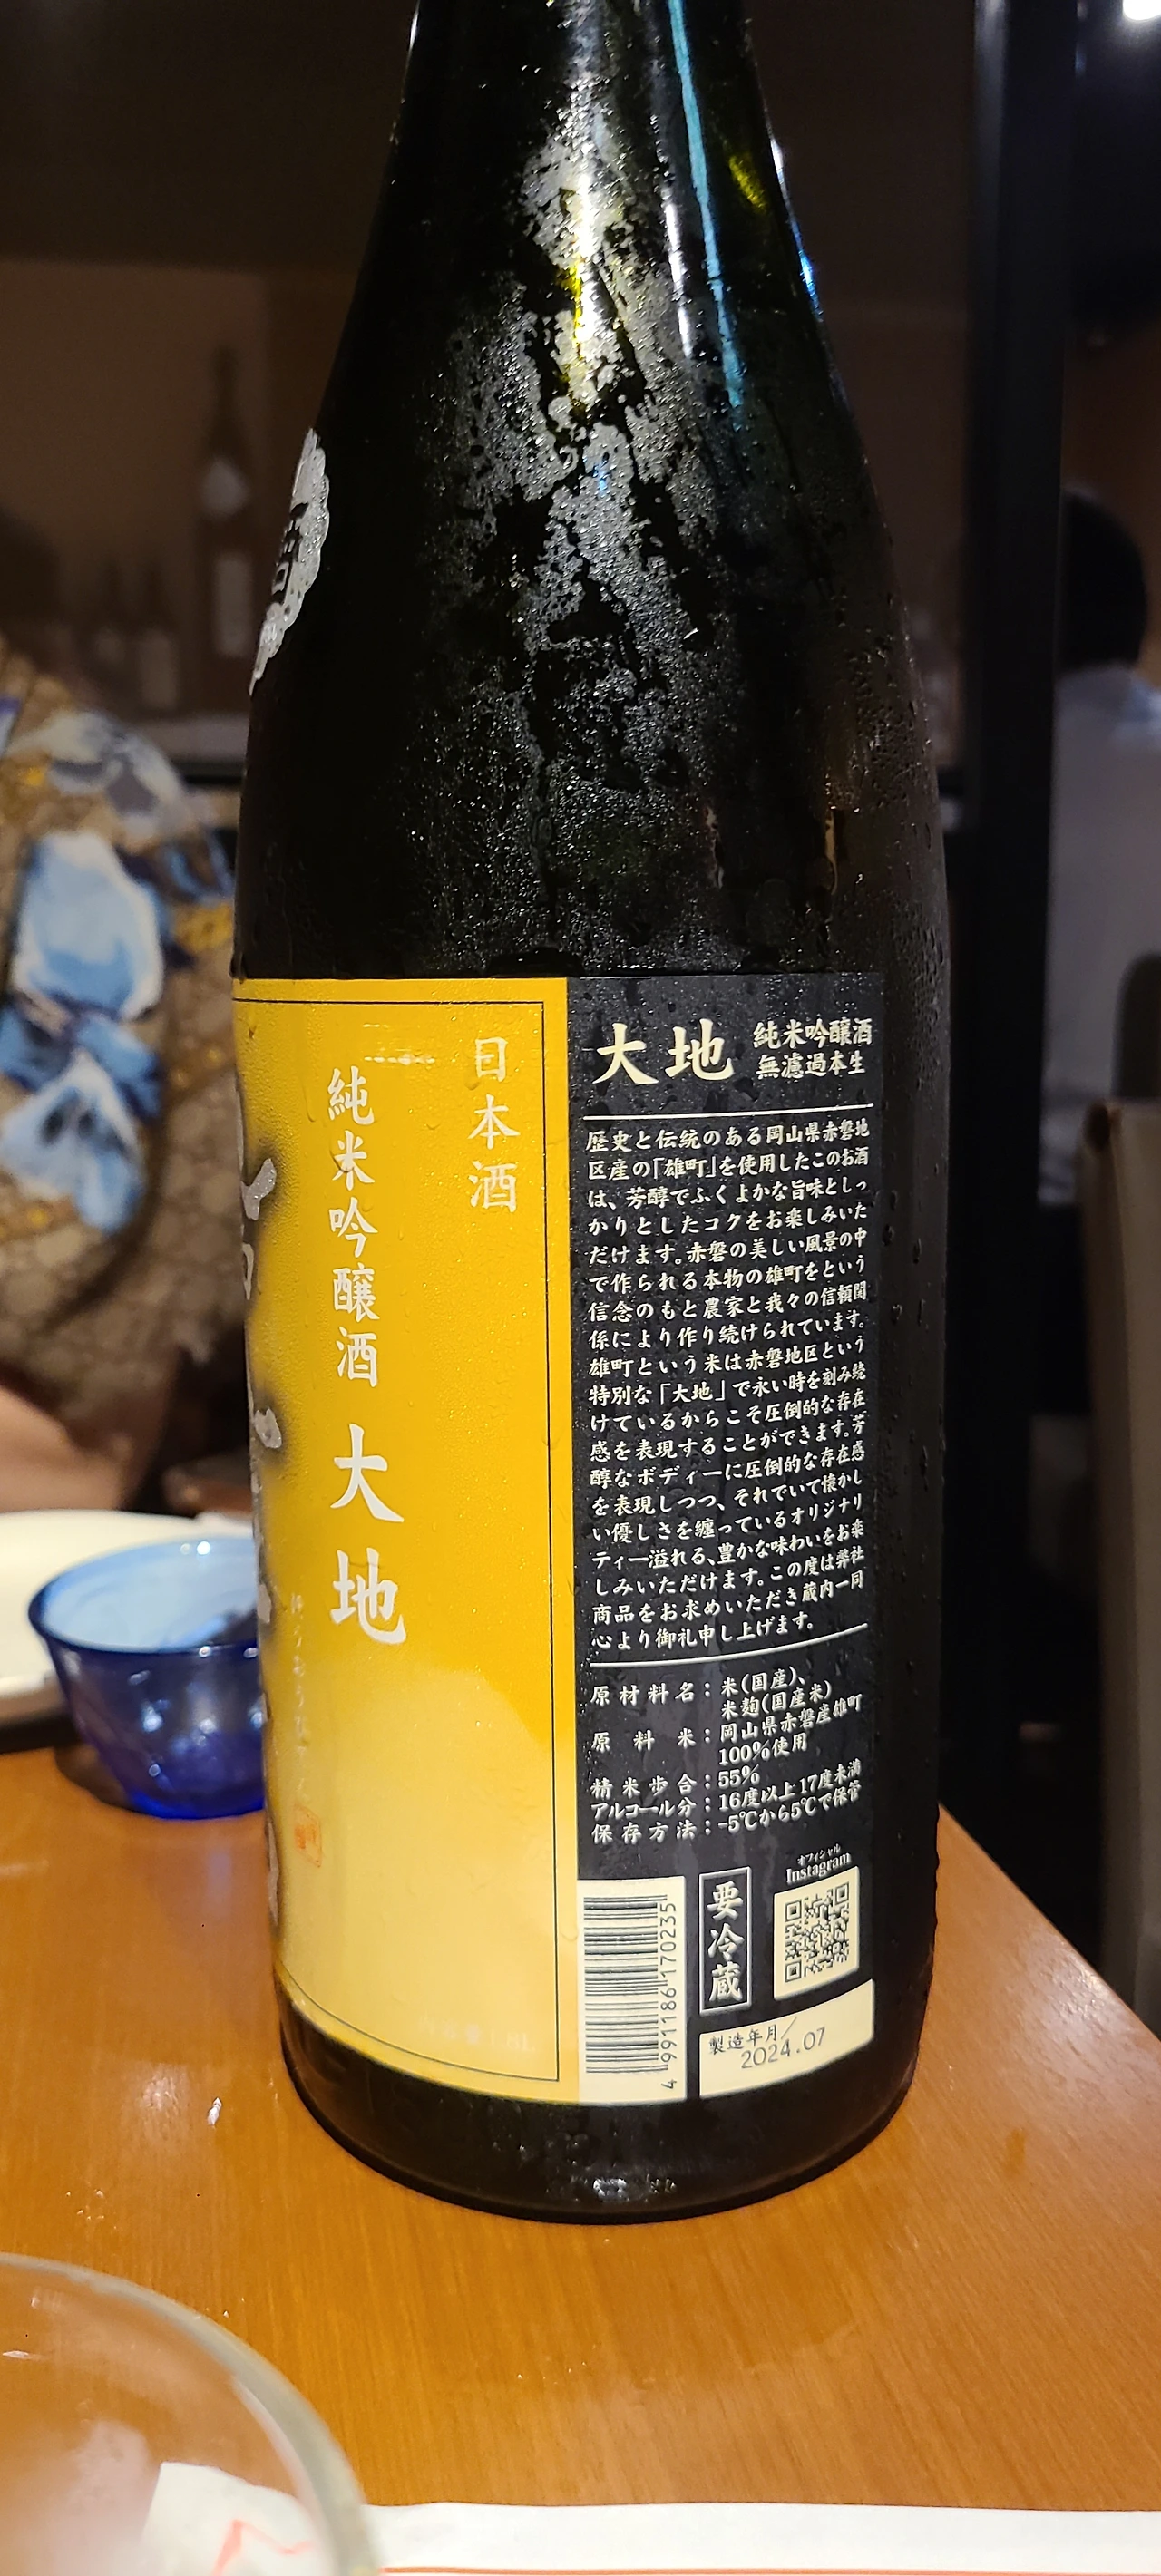 日本酒
純米吟醸酒 大地
大地
純米吟醸酒
無濾過本生
歴史と伝統のある岡山県赤磐地
区産の「雄町」を使用したこのお酒
は、芳醇でふくよかな旨味としっ
かりとしたコクをお楽しみいた
だけます。赤磐の美しい風景の中
で作られる本物の雄町をという
信念のもと農家と我々の信頼関
係により作り続けられています。
雄町という米は赤磐地区という
特別な「大地」で永い時を刻み続
けているからこそ圧倒的な存在
感を表現することができます。芳
醇なボディーに圧倒的な存在感
を表現しつつ、それでいて懐かし
い優しさを纏っているオリジナリ
ティー溢れる、豊かな味わいをお楽
しみいただけます。この度は弊社
商品をお求めいただき蔵内一同
心より御礼申し上げます。
原材料名：米(国産)、
米麹(国産米)
原料米：岡山県赤磐産雄町
100%使用
精米歩合：55%
アルコール分：16度以上17度未満
保存方法：-5℃から5℃で保管
4991186170235
要冷蔵
オフィシャル
Instagram
製造年月/
2024.07